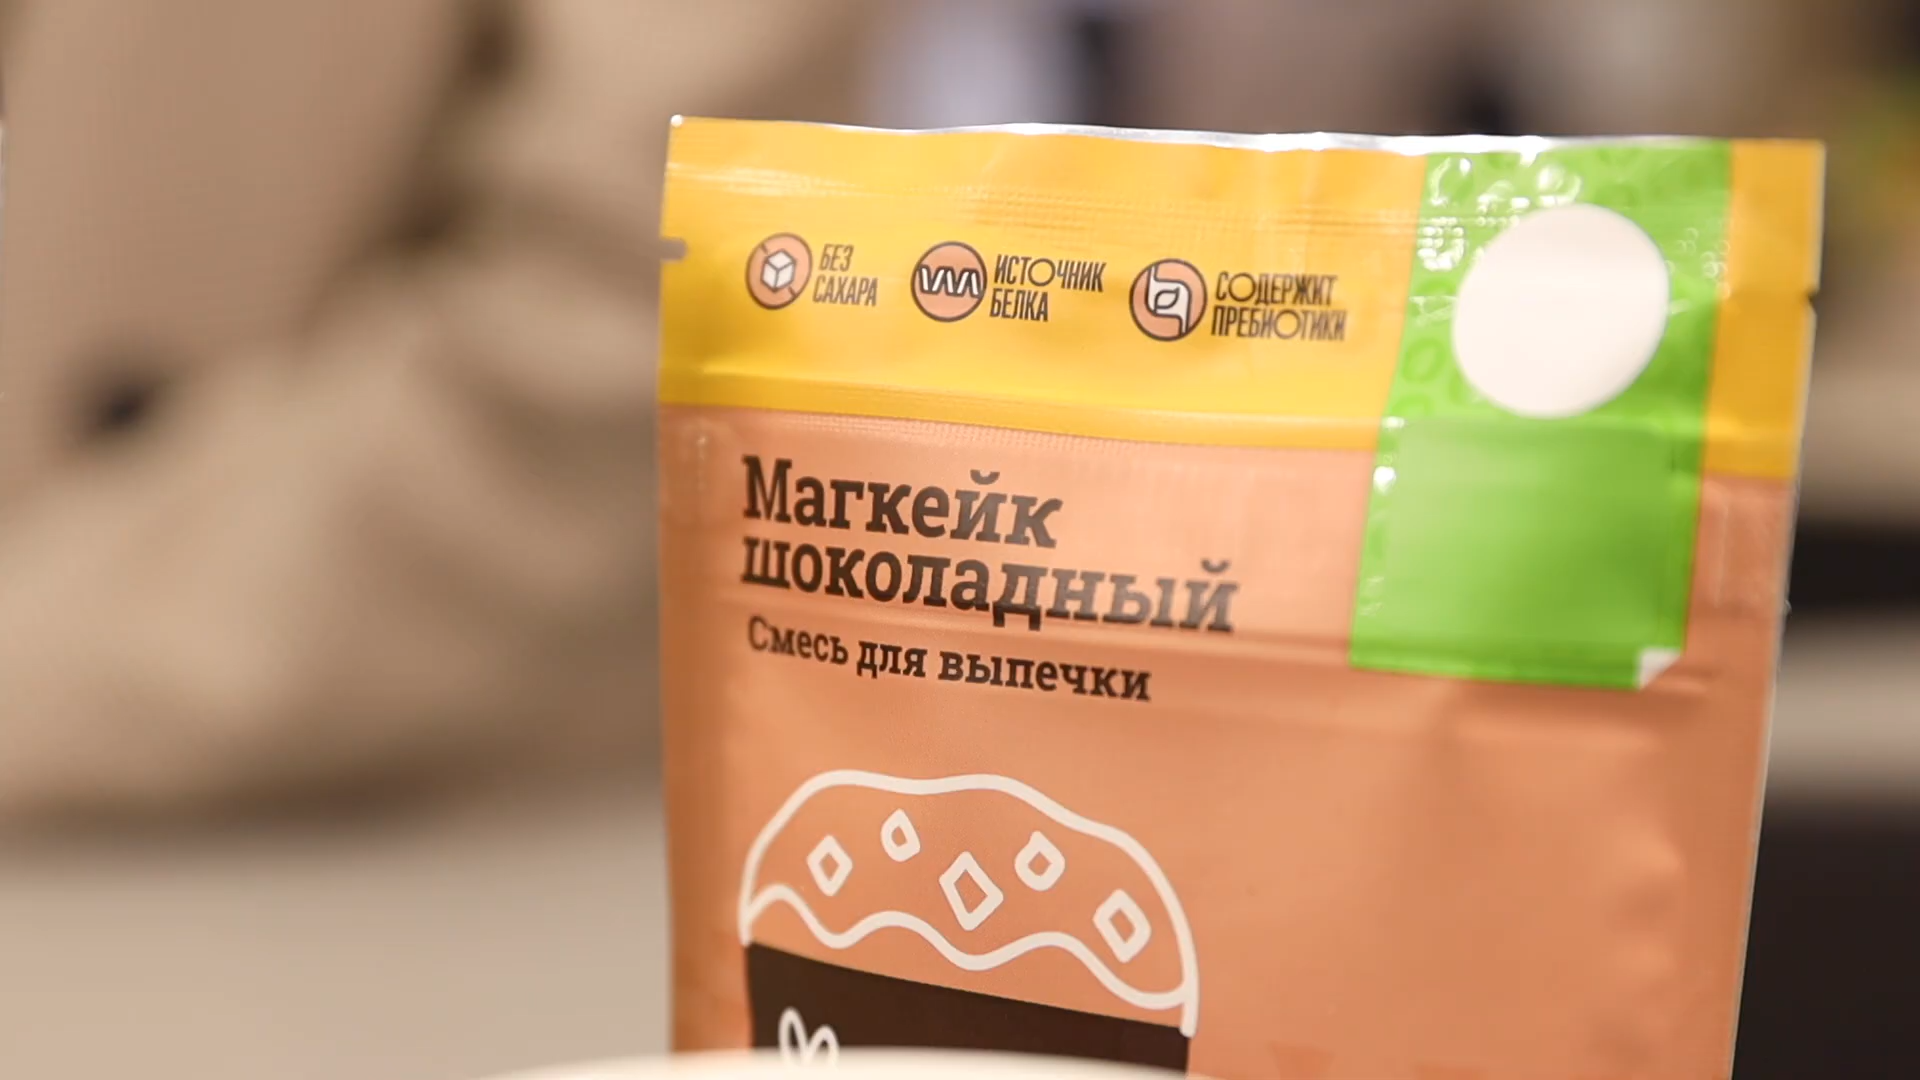 БЕЗ
САХАРА
ИСТОЧНИК
БЕЛКА
СОДЕРЖИТ
ПРЕБИОТИКИ
Магкейк
шоколадный
Смесь для выпечки